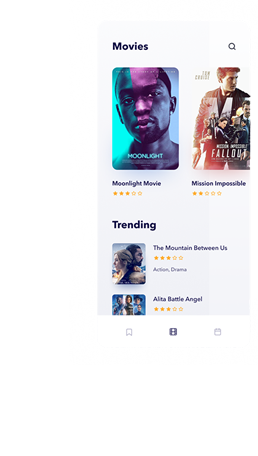 Movies
MOONLIGHT
TOM
CRUISE
MISSION: IMPOSSIBLE
FALLOUT
Moonlight Movie
Mission Impossible
Trending
The Mountain Between Us
Action, Drama
Alita Battle Angel